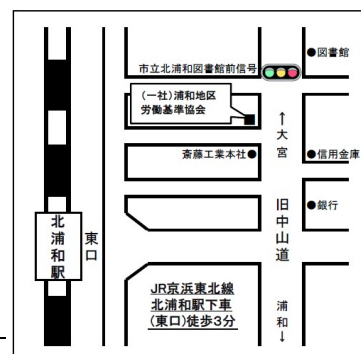 ●図書館
市立北浦和図書館前信号
(一社)浦和地区
労働基準協会
↑
大宮
斎藤工業本社●
●信用金庫
●銀行
旧中山道
北浦和駅
東口
JR京浜東北線
北浦和駅下車
(東口)徒歩3分
浦和
↓